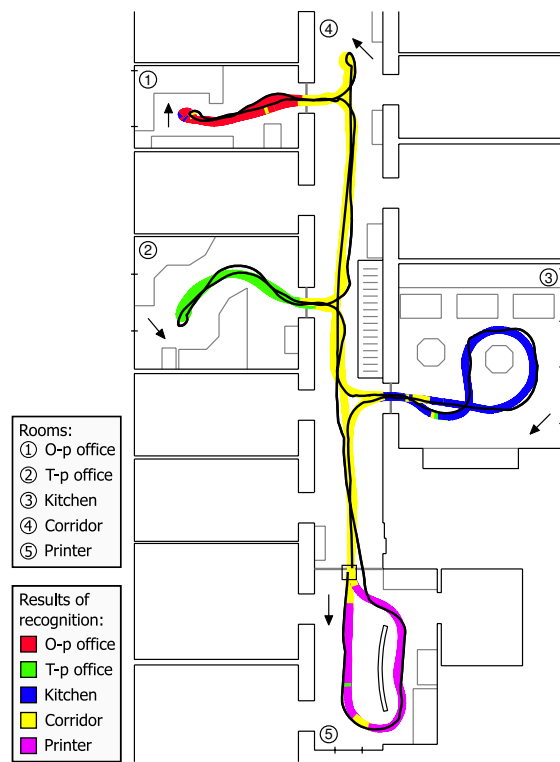 ④
①
②
③
Rooms:
① O-p office
② T-p office
③ Kitchen
④ Corridor
⑤ Printer
Results of
recognition:
O-p office
T-p office
Kitchen
Corridor
Printer
⑤